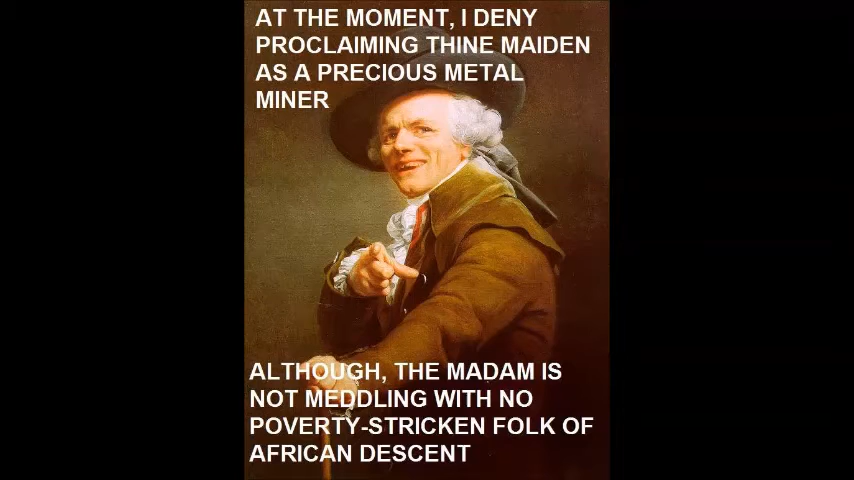 AT THE MOMENT, I DENY
PROCLAIMING THINE MAIDEN
AS A PRECIOUS METAL
MINER
ALTHOUGH, THE MADAM IS
NOT MEDDLING WITH NO
POVERTY-STRICKEN FOLK OF
AFRICAN DESCENT